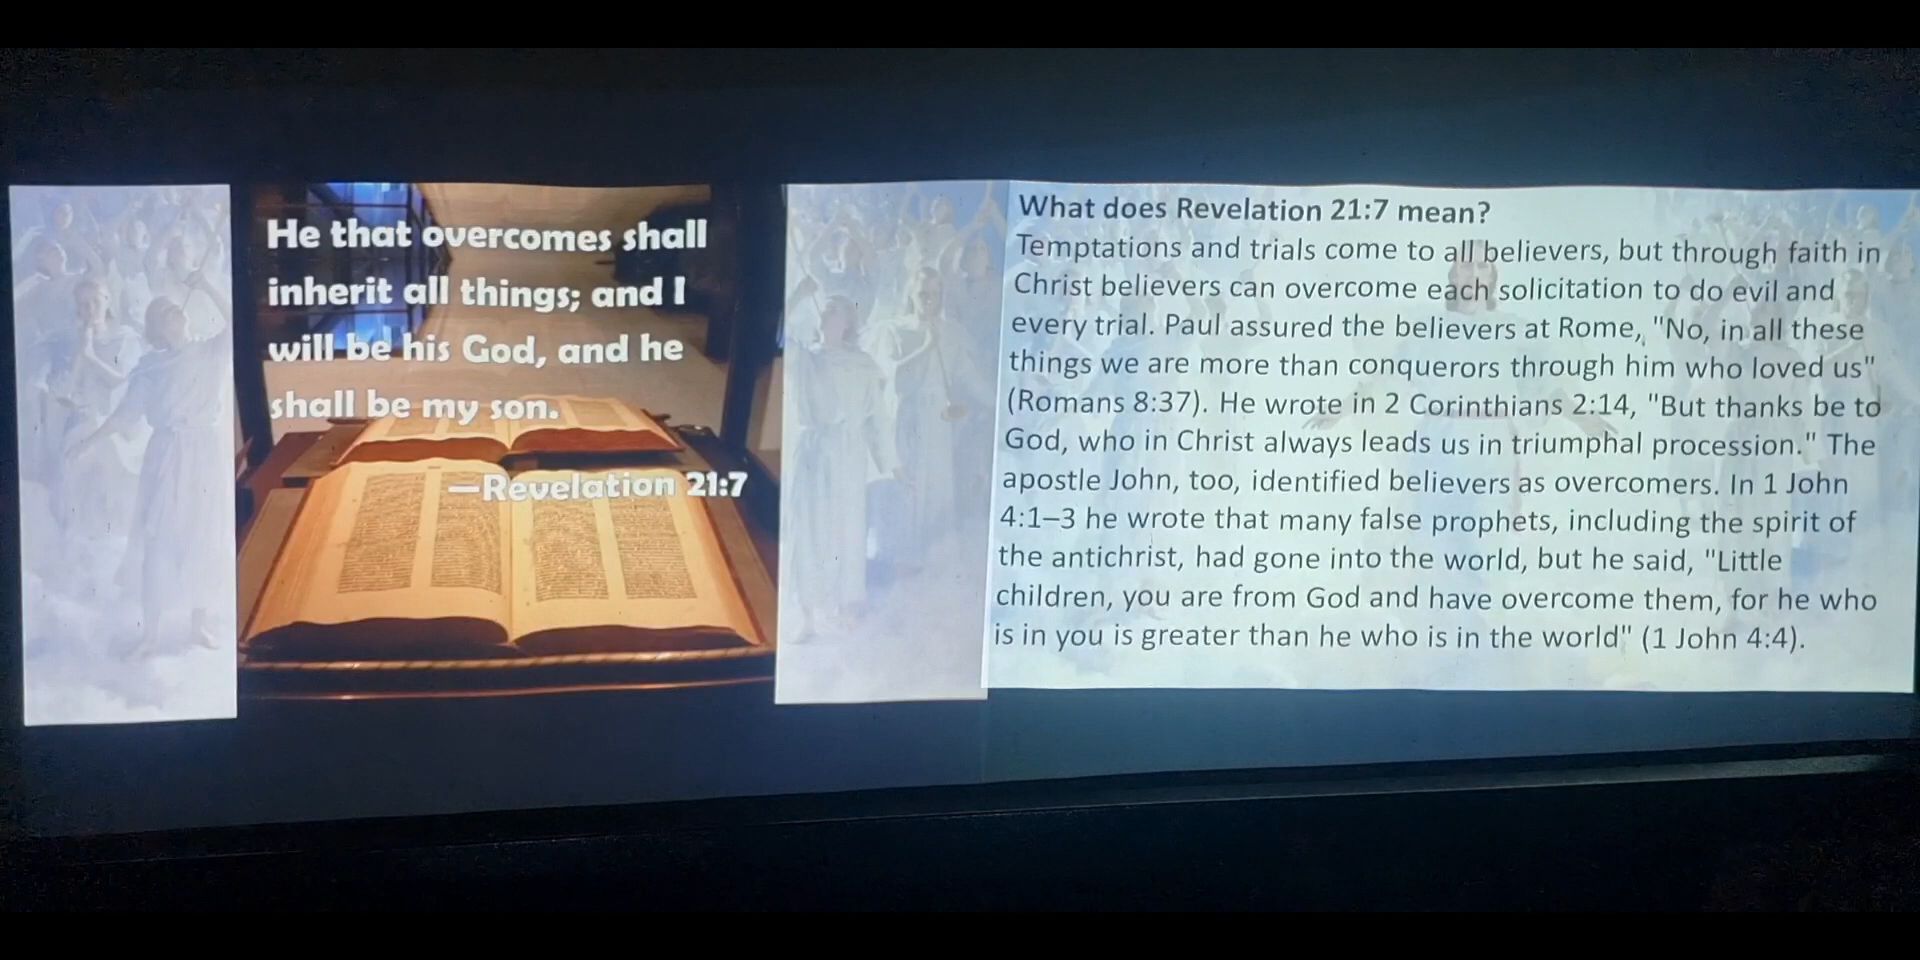 He that overcomes shall
inherit all things; and I
will be his God, and he
shall be my son.
—Revelation 21:7
What does Revelation 21:7 mean?
Temptations and trials come to all believers, but through faith in
Christ believers can overcome each solicitation to do evil and
every trial. Paul assured the believers at Rome, "No, in all these
things we are more than conquerors through him who loved us"
(Romans 8:37). He wrote in 2 Corinthians 2:14, "But thanks be to
God, who in Christ always leads us in triumphal procession." The
apostle John, too, identified believers as overcomers. In 1 John
4:1–3 he wrote that many false prophets, including the spirit of
the antichrist, had gone into the world, but he said, "Little
children, you are from God and have overcome them, for he who
is in you is greater than he who is in the world" (1 John 4:4).